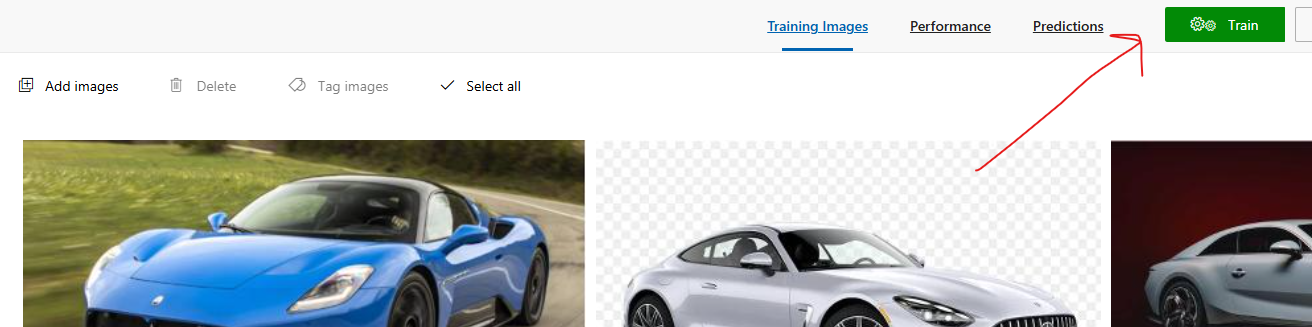 Training Images Performance Predictions Train
Add images Delete Tag images Select all